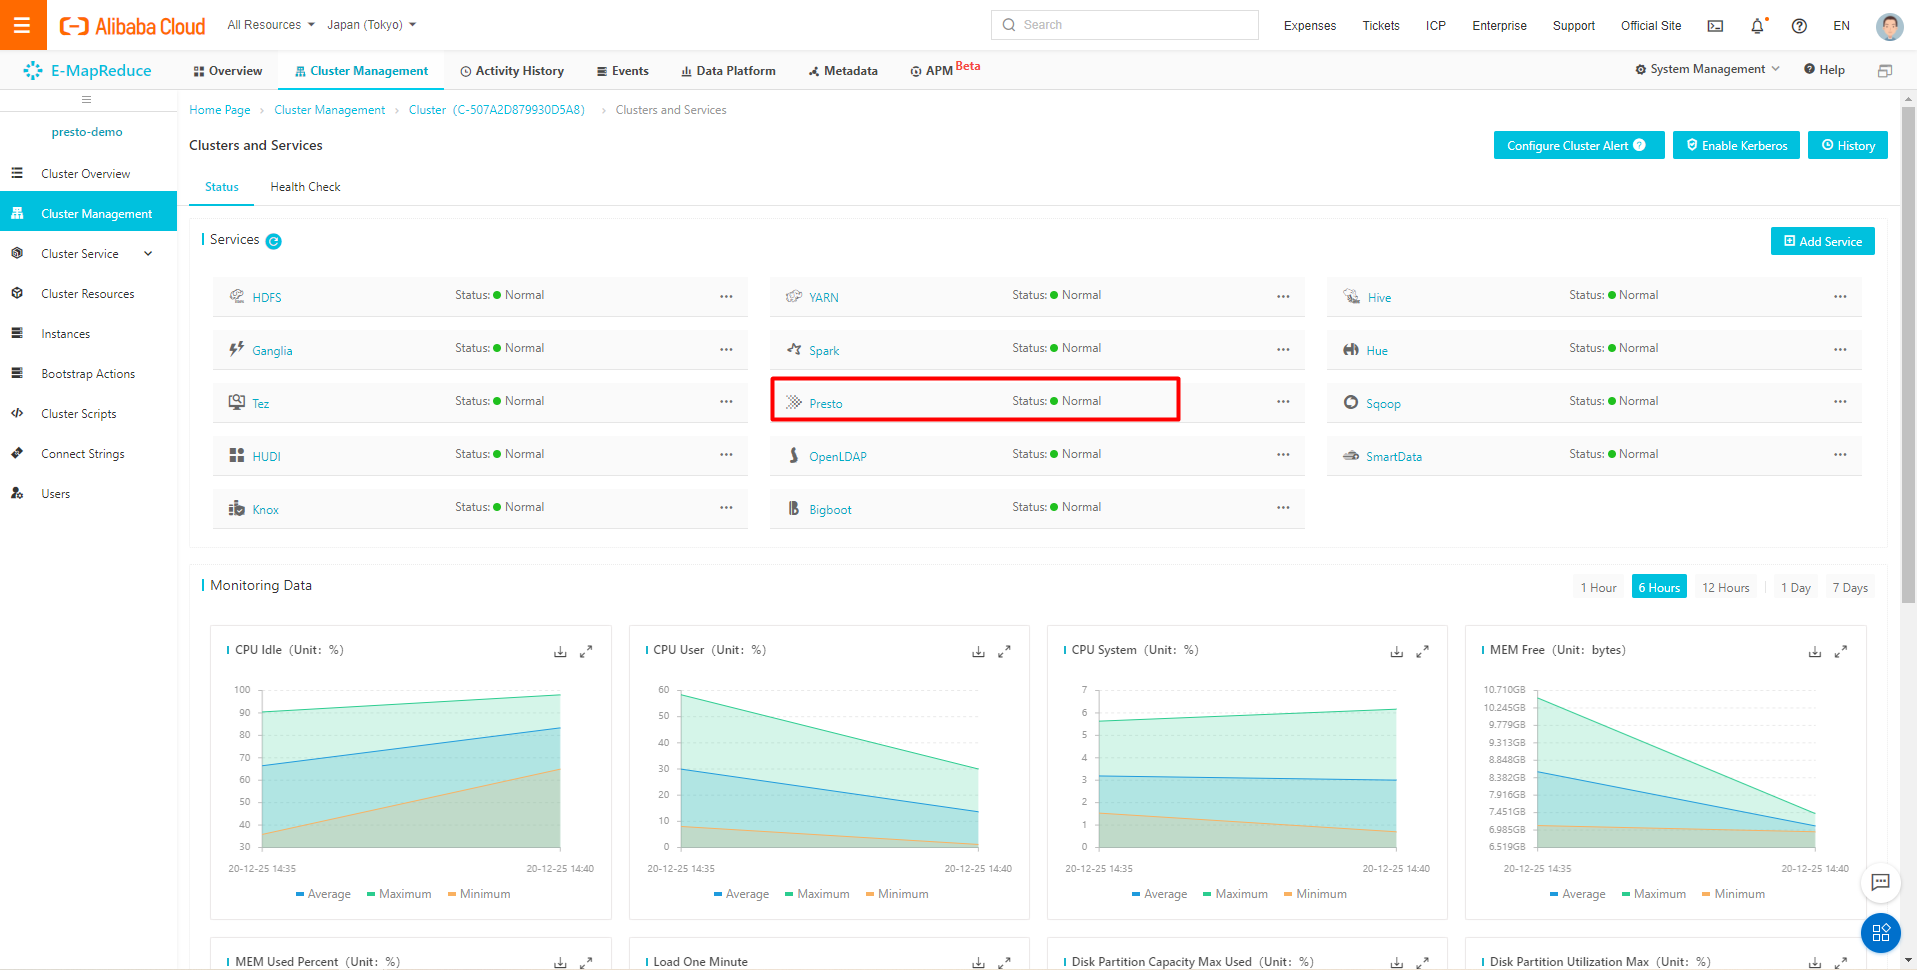 Alibaba Cloud All Resources Japan (Tokyo) Search Expenses Tickets ICP Enterprise Support Official Site EN
E-MapReduce Overview Cluster Management Activity History Events Data Platform Metadata APM Beta System Management Help
presto-demo
Cluster Overview
Cluster Management
Cluster Service
Cluster Resources
Instances
Bootstrap Actions
Cluster Scripts
Connect Strings
Users
Home Page > Cluster Management > Cluster (C-507A2D879930D5A8) > Clusters and Services
Clusters and Services
Configure Cluster Alert ? Enable Kerberos History
Status Health Check
Services
Add Service
HDFS Status: Normal ··· YARN Status: Normal ··· Hive Status: Normal ···
Ganglia Status: Normal ··· Spark Status: Normal ··· Hue Status: Normal ···
Tez Status: Normal ··· Presto Status: Normal ··· Sqoop Status: Normal ···
HUDI Status: Normal ··· OpenLDAP Status: Normal ··· SmartData Status: Normal ···
Knox Status: Normal ··· Bigboot Status: Normal ···
Monitoring Data
1 Hour 6 Hours 12 Hours 1 Day 7 Days
CPU Idle (Unit: %)
100
90
80
70
60
50
40
30
20-12-25 14:35 20-12-25 14:40
Average Maximum Minimum
CPU User (Unit: %)
60
50
40
30
20
10
0
20-12-25 14:35 20-12-25 14:40
Average Maximum Minimum
CPU System (Unit: %)
7
6
5
4
3
2
1
0
20-12-25 14:35 20-12-25 14:40
Average Maximum Minimum
MEM Free (Unit: bytes)
10.710GB
10.245GB
9.779GB
9.313GB
8.848GB
8.382GB
7.916GB
7.451GB
6.985GB
6.519GB
20-12-25 14:35 20-12-25 14:40
Average Maximum Minimum
MEM Used Percent (Unit: %)
Load One Minute
Disk Partition Capacity Max Used (Unit: %)
Disk Partition Utilization Max (Unit: %)